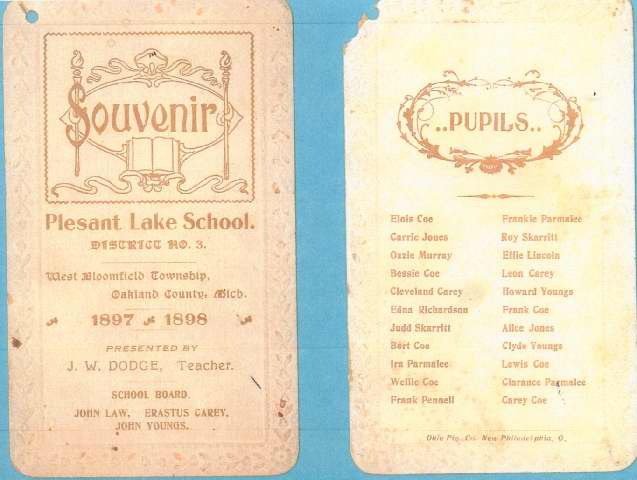 Souvenir
Plesant Lake School.
DISTRICT NO. 3.
West Bloomfield Township,
Oakland County, Mich.
1897 1898
PRESENTED BY
J. W. DODGE, Teacher.
SCHOOL BOARD.
JOHN LAW, ERASTUS CAREY,
JOHN YOUNGS.
..PUPILS..
Elois Coe Frankie Parmalee
Carrie Jones Roy Skarritt
Ozzie Murray Effie Lincoln
Bessie Coe Leon Carey
Cleveland Carey Howard Youngs
Edna Richardson Frank Coe
Judd Skarritt Alice Jones
Bert Coe Clyde Youngs
Ira Parmalee Lewis Coe
Wellie Coe Clarance Parmalee
Frank Pennell Carey Coe
Ohio Ptg. Co. New Philadelphia, O.